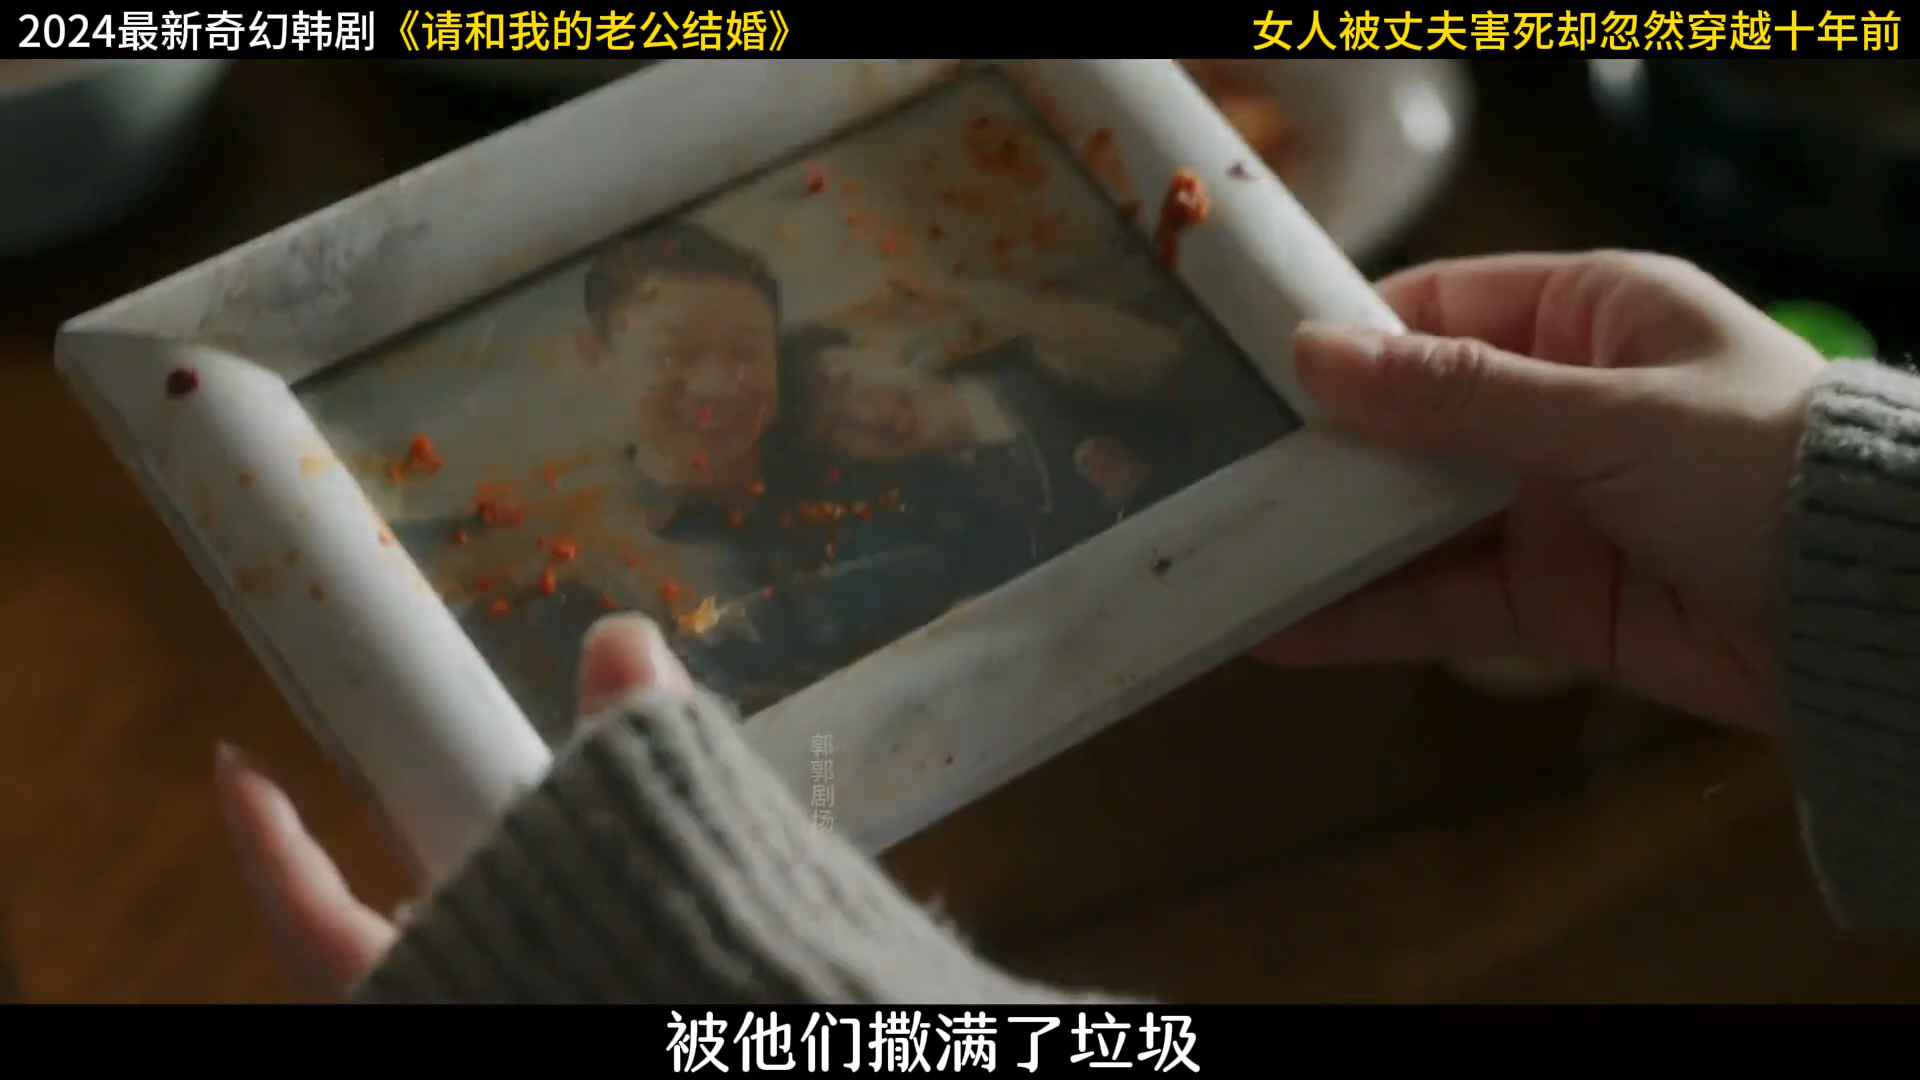 2024最新奇幻韩剧《请和我的老公结婚》
女人被丈夫害死却忽然穿越十年前
郭郭剧场
被他们撒满了垃圾